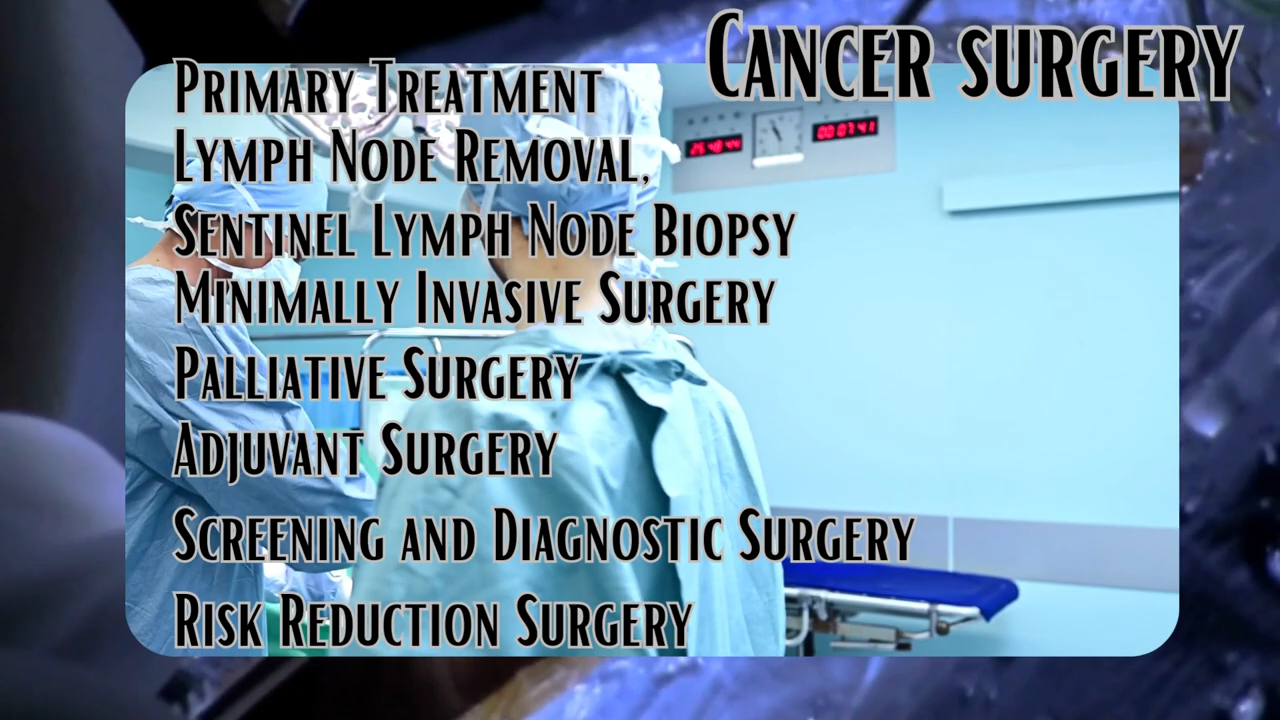 Cancer surgery
Primary Treatment
Lymph Node Removal,
Sentinel Lymph Node Biopsy
Minimally Invasive Surgery
Palliative Surgery
Adjuvant Surgery
Screening and Diagnostic Surgery
Risk Reduction Surgery